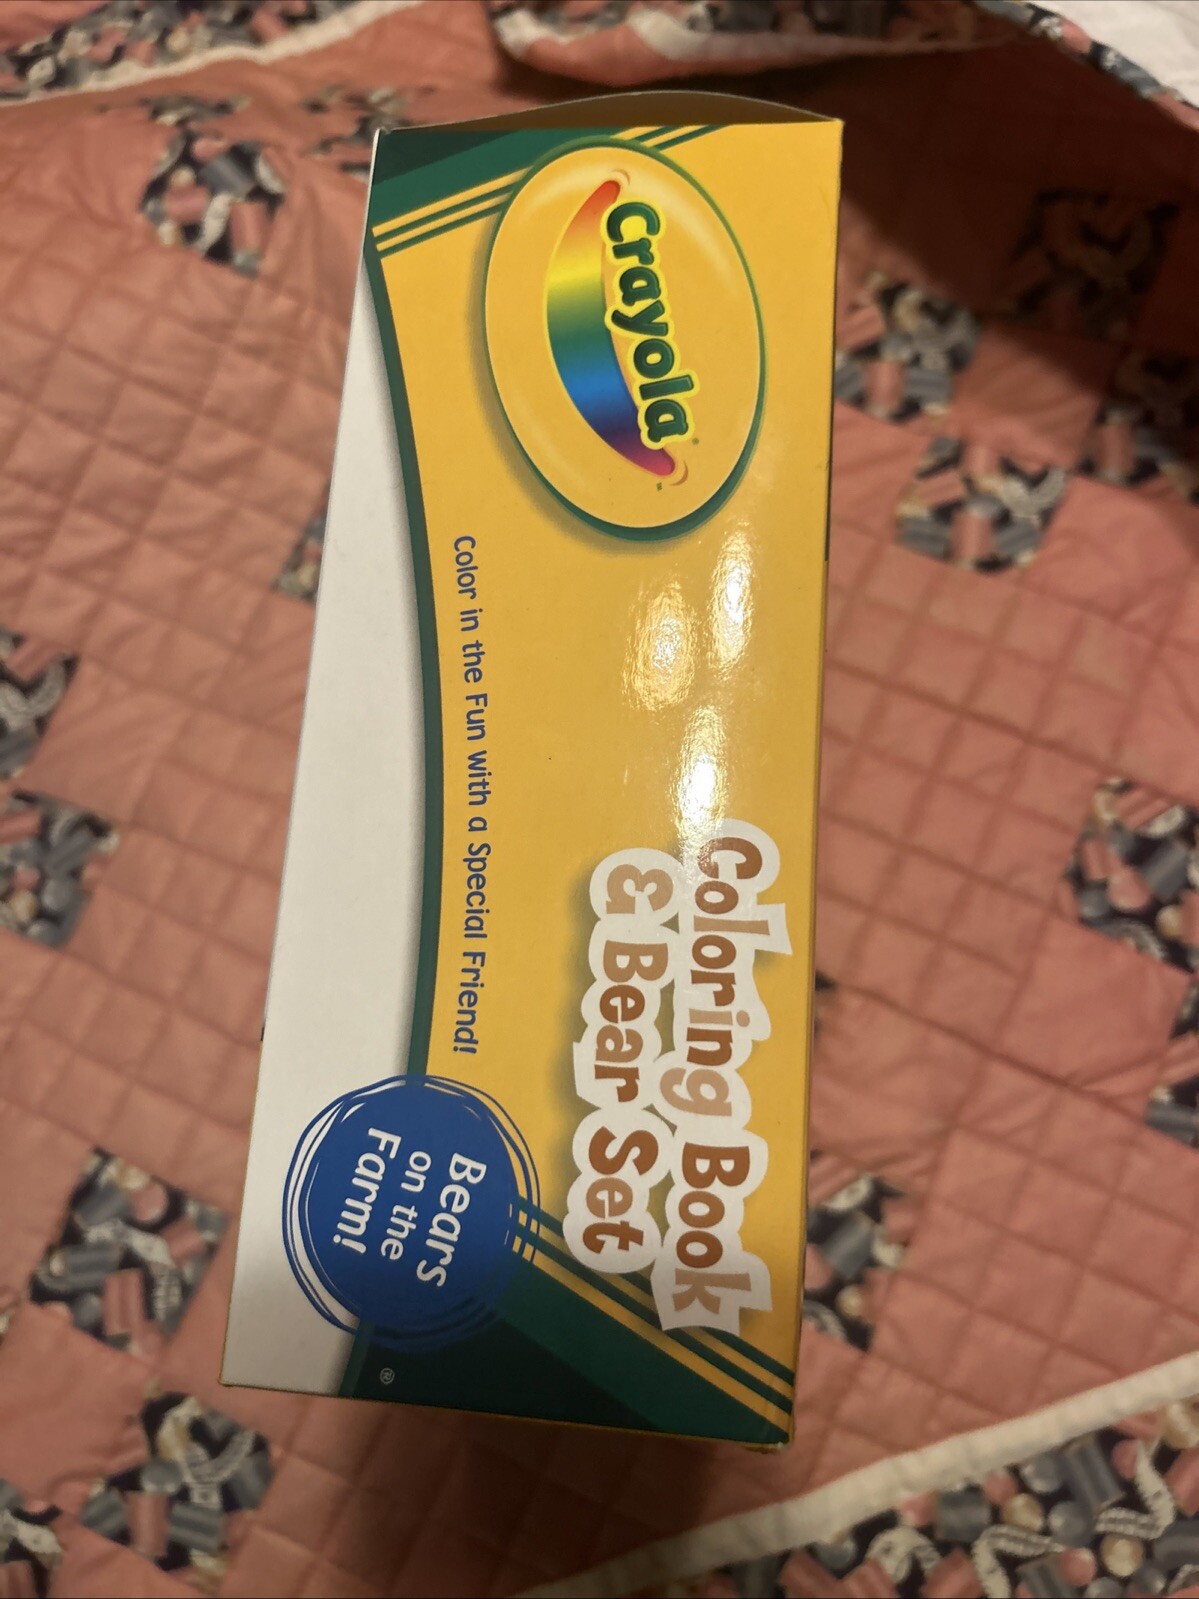 Crayola
Coloring Book
& Bear Set
Color in the Fun with a Special Friend!
Bears
on the
Farm!
®